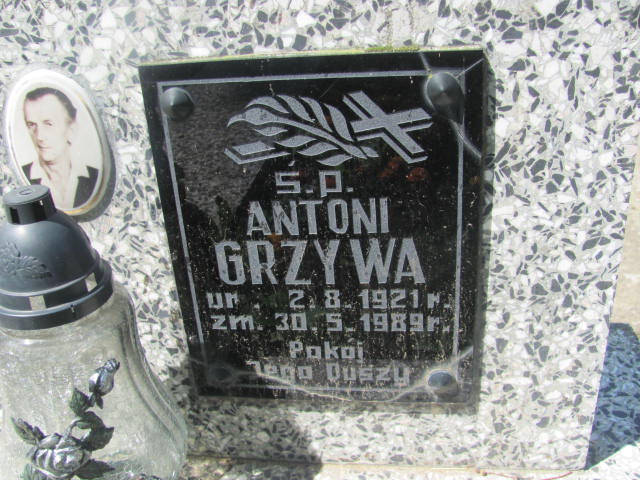 Ś.P.
ANTONI
GRZYWA
ur. 2.8.1921 r.
zm. 30.5.1989 r.
Pokój
Jego Duszy